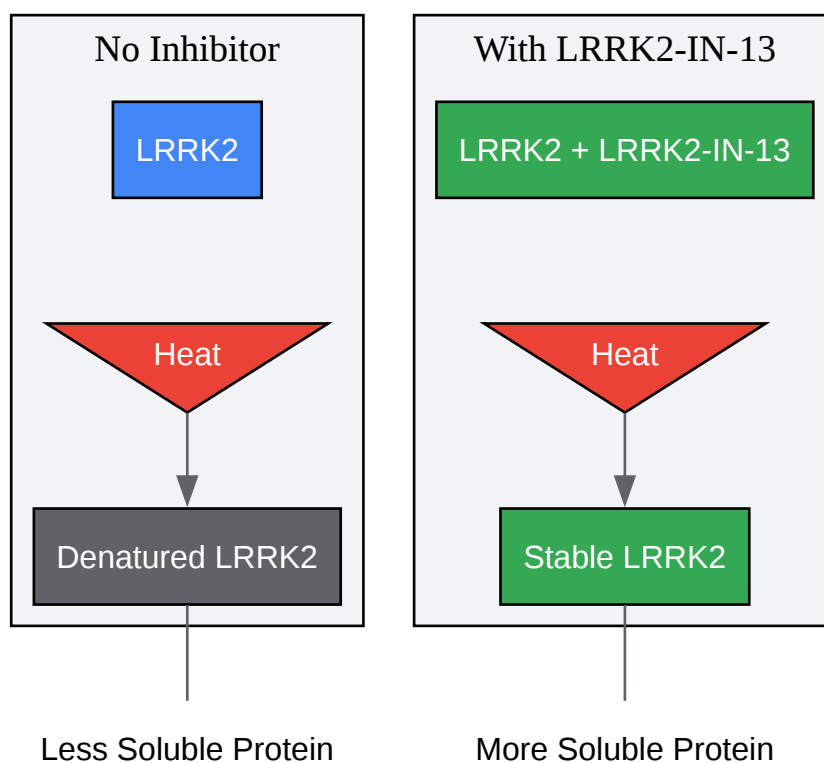 No Inhibitor
LRRK2
Heat
Denatured LRRK2
Less Soluble Protein
With LRRK2-IN-13
LRRK2 + LRRK2-IN-13
Heat
Stable LRRK2
More Soluble Protein